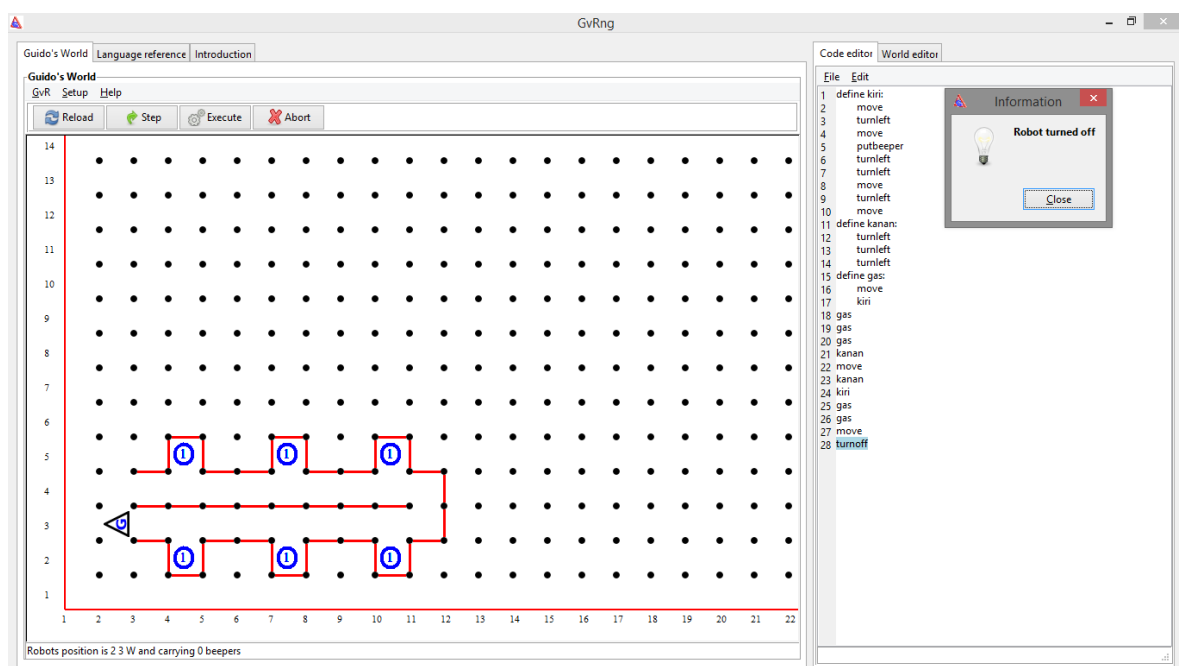 GvRng
Guido's World Language reference Introduction
Guido's World
GvR Setup Help
Reload Step Execute Abort
14
13
12
11
10
9
8
7
6
5
4
3
2
1
1 1 1
G
1 1 1
1 2 3 4 5 6 7 8 9 10 11 12 13 14 15 16 17 18 19 20 21 22
Robots position is 2 3 W and carrying 0 beepers
Code editor World editor
File Edit
1 define kiri:
2 move
3 turnleft
4 move
5 putbeeper
6 turnleft
7 turnleft
8 move
9 turnleft
10 move
11 define kanan:
12 turnleft
13 turnleft
14 turnleft
15 define gas:
16 move
17 kiri
18 gas
19 gas
20 gas
21 kanan
22 move
23 kanan
24 kiri
25 gas
26 gas
27 move
28 turnoff
Information
Robot turned off
Close